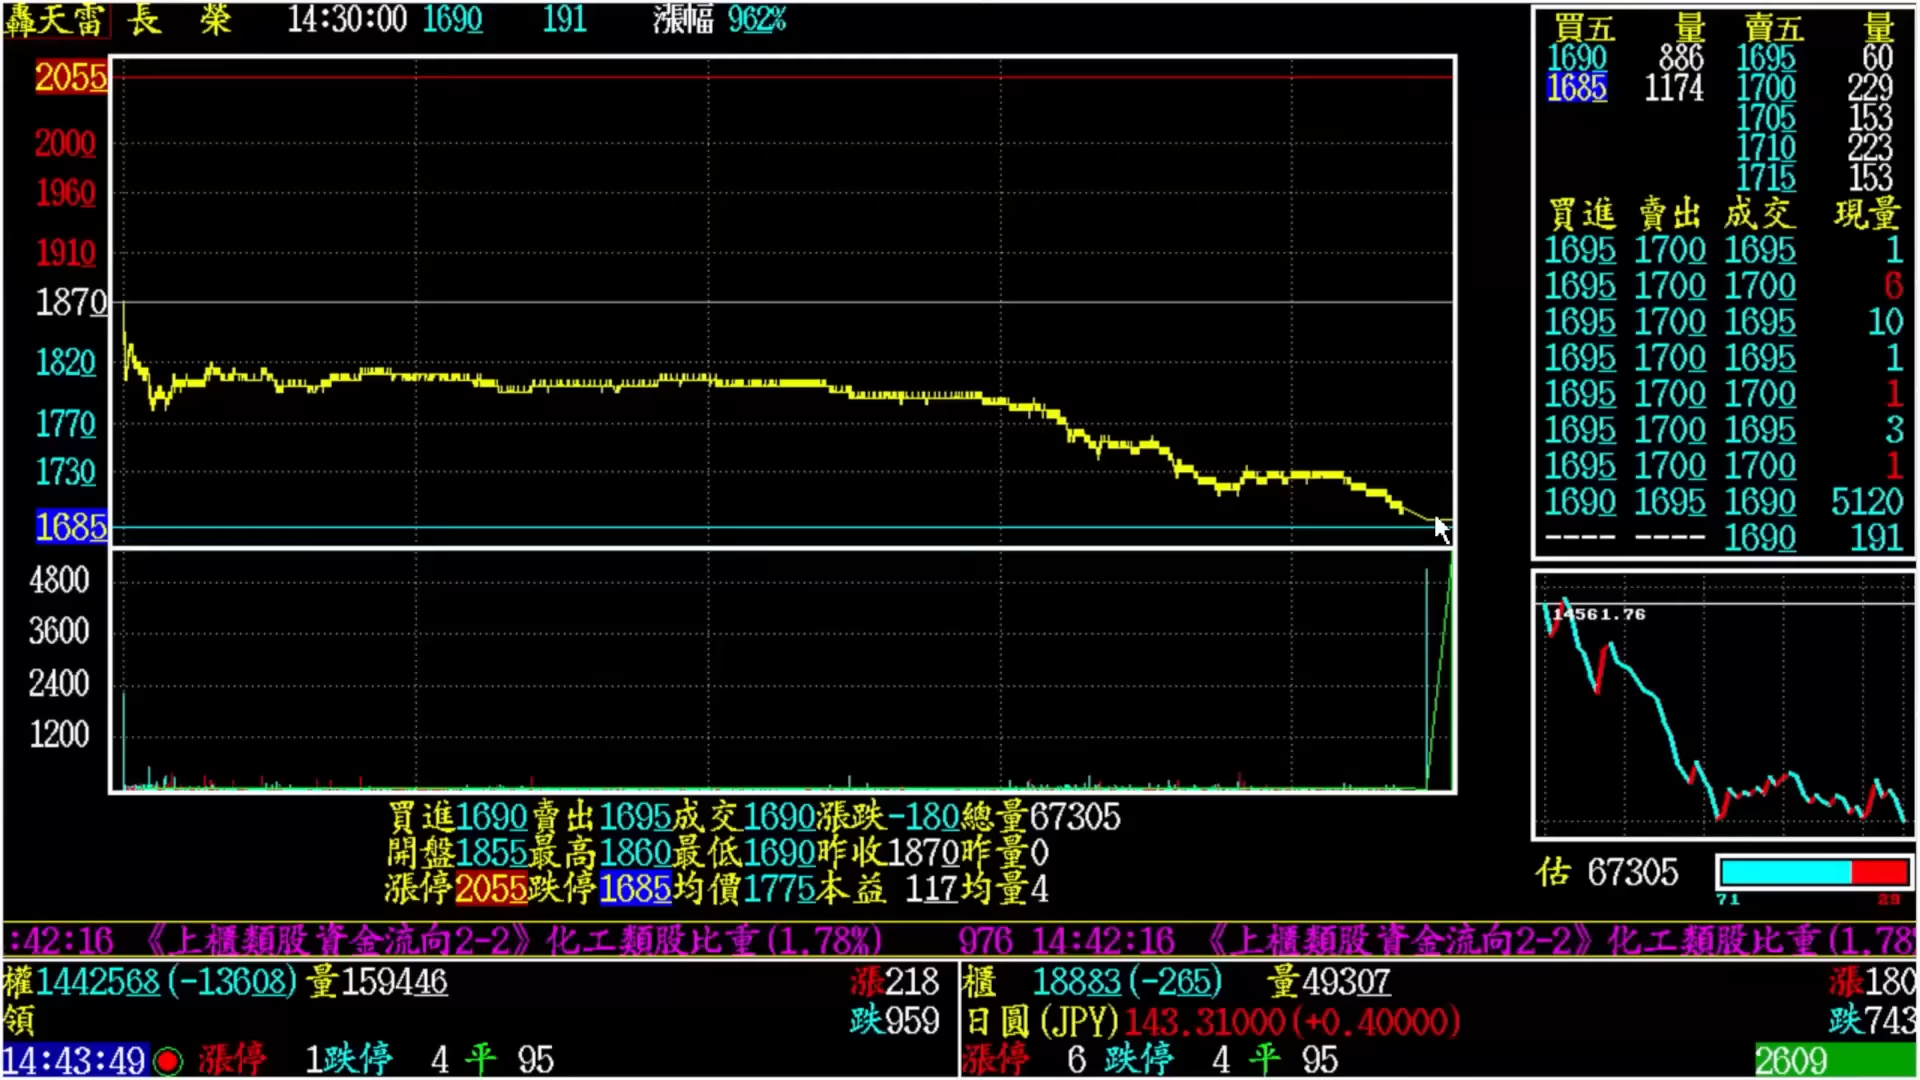 轟天雷 長 榮 14:30:00 1690 191 漲幅 962%
2055
2000
1960
1910
1870
1820
1770
1730
1685
4800
3600
2400
1200
買進1690賣出1695成交1690漲跌-180總量67305
開盤1855最高1860最低1690昨收1870昨量0
漲停2055跌停1685均價1775本益 117均量4
買五 量 賣五 量
1690 886 1695 60
1685 1174 1700 229
1705 153
1710 223
1715 153
買進 賣出 成交 現量
1695 1700 1695 1
1695 1700 1700 6
1695 1700 1695 10
1695 1700 1695 1
1695 1700 1700 1
1695 1700 1695 3
1695 1700 1700 1
1690 1695 1690 5120
---- ---- 1690 191
14561.76
估 67305
71 29
:42:16 《上櫃類股資金流向2-2》化工類股比重(1.78%) 976 14:42:16 《上櫃類股資金流向2-2》化工類股比重(1.78
權1442568(-13608)量159446 漲218
領 跌959
14:43:49 漲停 1跌停 4 平 95
櫃 18883(-265) 量49307 漲180
日圓(JPY)143.31000(+0.40000) 跌743
漲停 6 跌停 4 平 95 2609